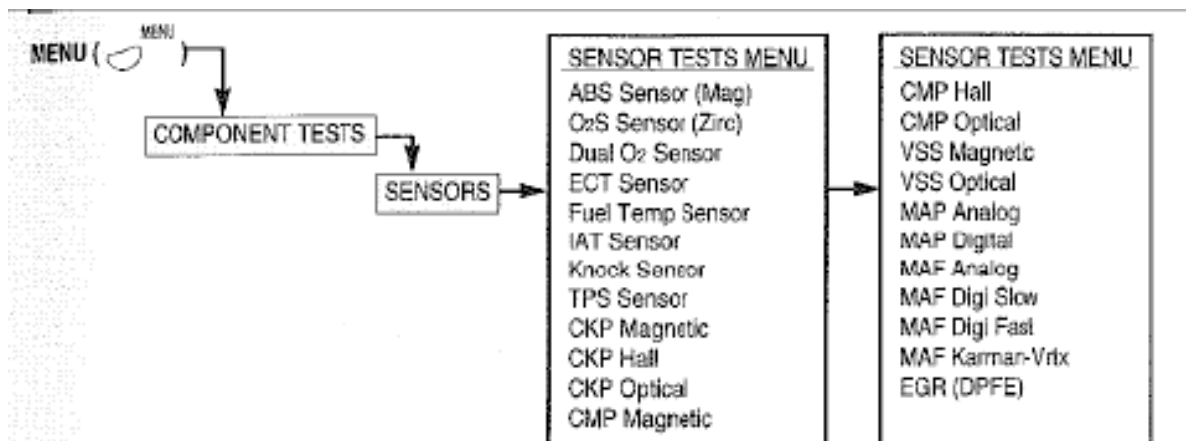 MENU
MENU ( )
COMPONENT TESTS
SENSORS
SENSOR TESTS MENU
ABS Sensor (Mag)
O2S Sensor (Zirc)
Dual O2 Sensor
ECT Sensor
Fuel Temp Sensor
IAT Sensor
Knock Sensor
TPS Sensor
CKP Magnetic
CKP Hall
CKP Optical
CMP Magnetic
SENSOR TESTS MENU
CMP Hall
CMP Optical
VSS Magnetic
VSS Optical
MAP Analog
MAP Digital
MAF Analog
MAF Digi Slow
MAF Digi Fast
MAF Karman-Vrtx
EGR (DPFE)